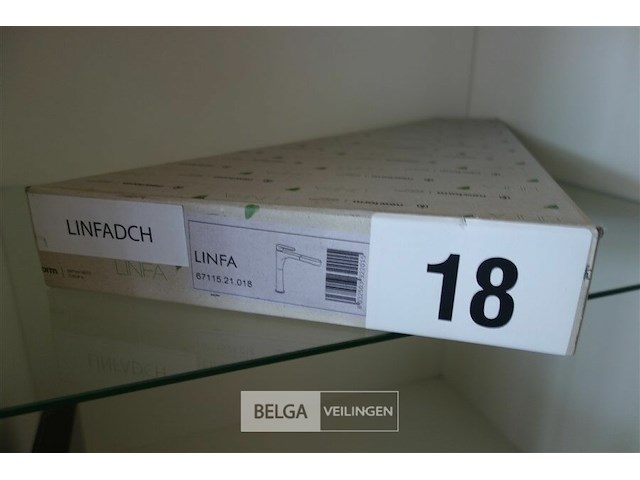 LINFADCH
LINFA
67115.21.018
18
LINFA
BELGA VEILINGEN